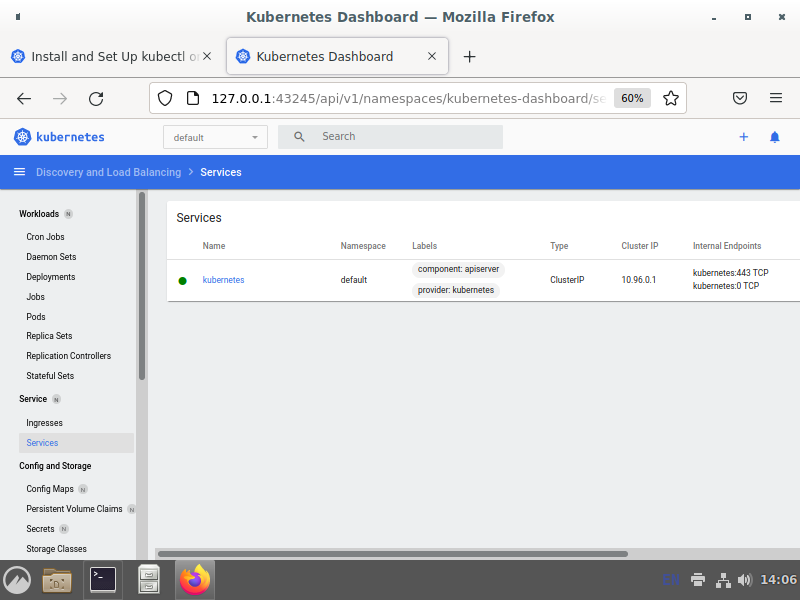 Kubernetes Dashboard — Mozilla Firefox
Install and Set Up kubectl on
Kubernetes Dashboard
127.0.0.1:43245/api/v1/namespaces/kubernetes-dashboard/se
60%
kubernetes
default
Search
Discovery and Load Balancing > Services
Workloads N
Cron Jobs
Daemon Sets
Deployments
Jobs
Pods
Replica Sets
Replication Controllers
Stateful Sets
Service N
Ingresses
Services
Config and Storage
Config Maps N
Persistent Volume Claims N
Secrets N
Storage Classes
Services
Name Namespace Labels Type Cluster IP Internal Endpoints
kubernetes default component: apiserver ClusterIP 10.96.0.1 kubernetes:443 TCP
provider: kubernetes kubernetes:0 TCP
EN 14:06